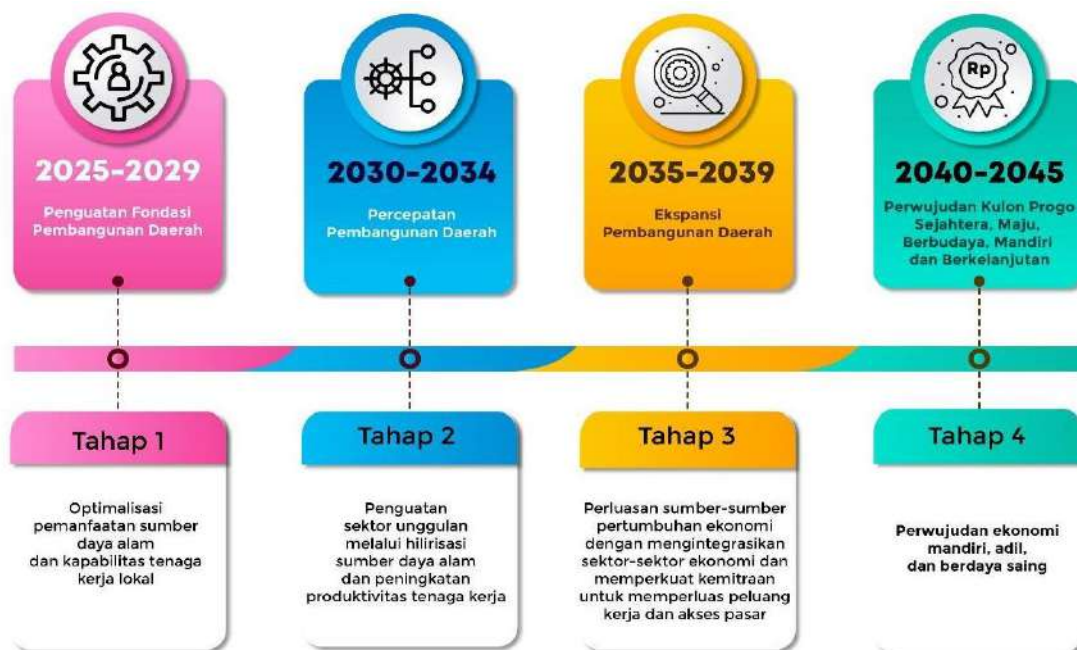 Rp
2025-2029
Penguatan Fondasi
Pembangunan Daerah
2030-2034
Percepatan
Pembangunan Daerah
2035-2039
Ekspansi
Pembangunan Daerah
2040-2045
Perwujudan Kulon Progo
Sejahtera, Maju,
Berbudaya, Mandiri
dan Berkelanjutan
Tahap 1
Optimalisasi
pemanfaatan sumber
daya alam
dan kapabilitas tenaga
kerja lokal
Tahap 2
Penguatan
sektor unggulan
melalui hilirisasi
sumber daya alam
dan peningkatan
produktivitas tenaga kerja
Tahap 3
Perluasan sumber-sumber
pertumbuhan ekonomi
dengan mengintegrasikan
sektor-sektor ekonomi dan
memperkuat kemitraan
untuk memperluas peluang
kerja dan akses pasar
Tahap 4
Perwujudan ekonomi
mandiri, adil,
dan berdaya saing